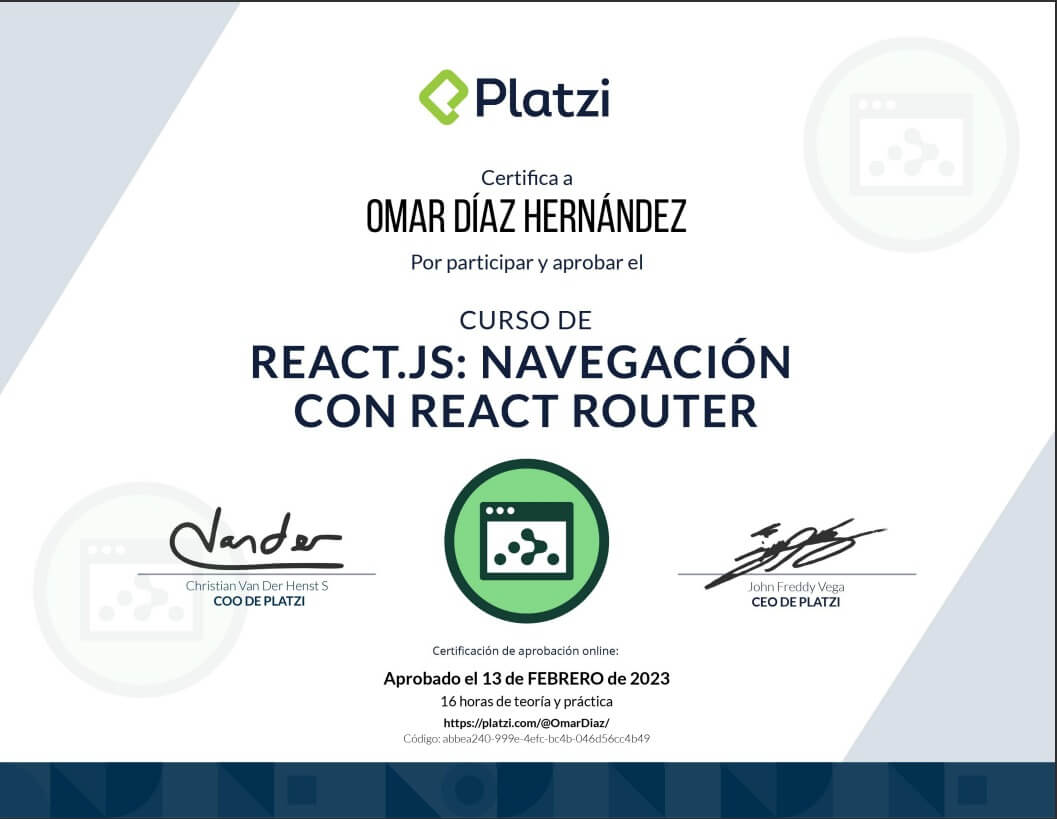 Platzi
Certifica a
OMAR DÍAZ HERNÁNDEZ
Por participar y aprobar el
CURSO DE
REACT.JS: NAVEGACIÓN
CON REACT ROUTER
Vander
Christian Van Der Henst S
COO DE PLATZI
John Freddy Vega
CEO DE PLATZI
Certificación de aprobación online:
Aprobado el 13 de FEBRERO de 2023
16 horas de teoría y práctica
https://platzi.com/@OmarDiaz/
Código: abbea240-999e-4efc-bc4b-046d56cc4b49